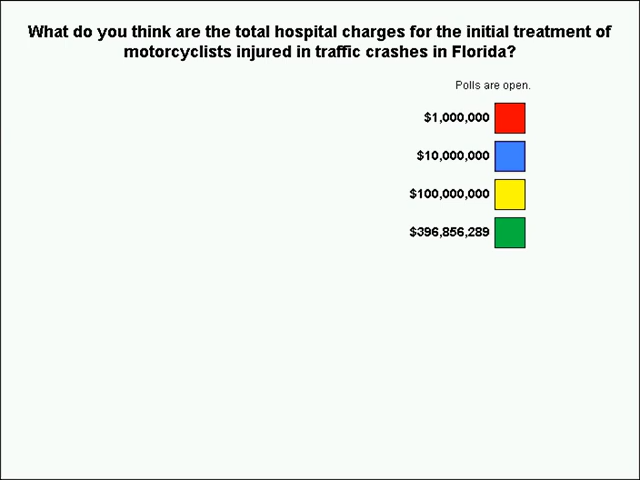 What do you think are the total hospital charges for the initial treatment of
motorcyclists injured in traffic crashes in Florida?
Polls are open.
$1,000,000
$10,000,000
$100,000,000
$396,856,289